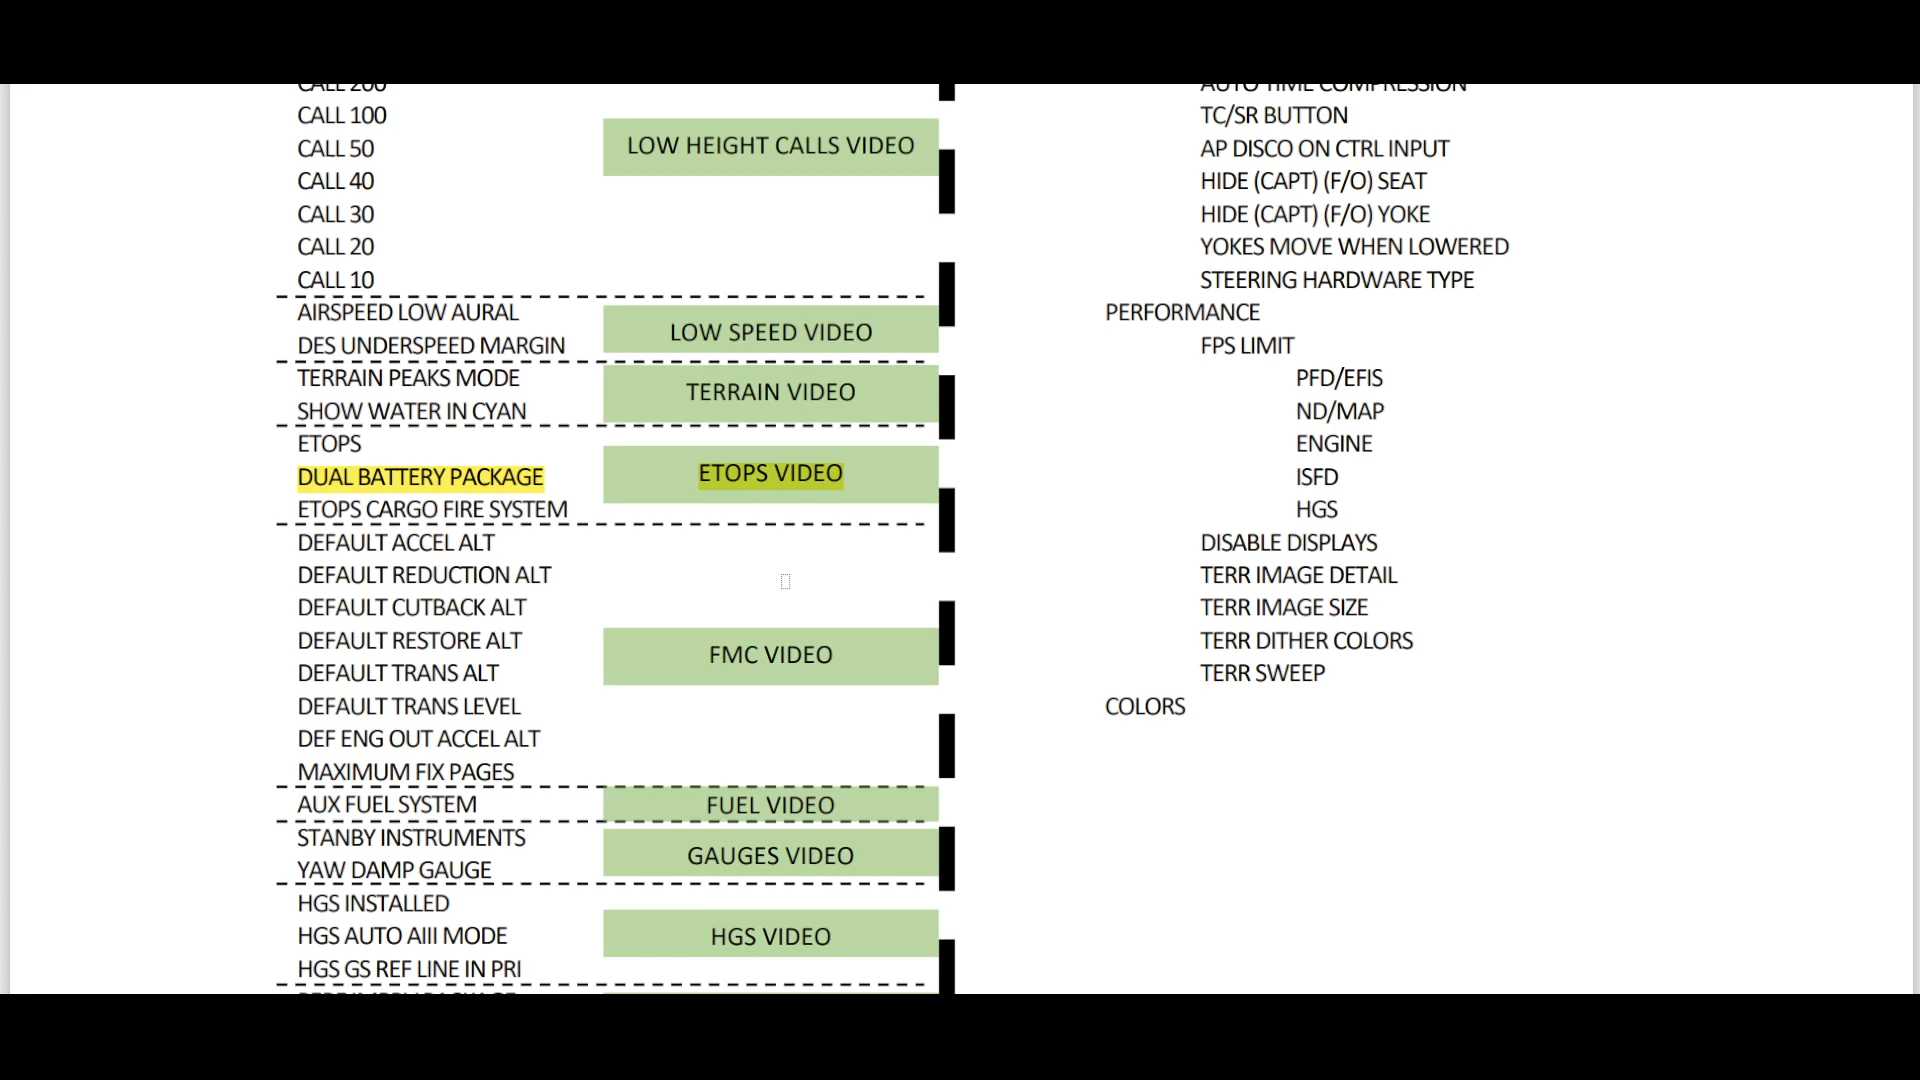 CALL 200
CALL 100
CALL 50
CALL 40
CALL 30
CALL 20
CALL 10
LOW HEIGHT CALLS VIDEO
AIRSPEED LOW AURAL
DES UNDERSPEED MARGIN
LOW SPEED VIDEO
TERRAIN PEAKS MODE
SHOW WATER IN CYAN
TERRAIN VIDEO
ETOPS
DUAL BATTERY PACKAGE
ETOPS CARGO FIRE SYSTEM
ETOPS VIDEO
DEFAULT ACCEL ALT
DEFAULT REDUCTION ALT
DEFAULT CUTBACK ALT
DEFAULT RESTORE ALT
DEFAULT TRANS ALT
DEFAULT TRANS LEVEL
DEF ENG OUT ACCEL ALT
MAXIMUM FIX PAGES
FMC VIDEO
AUX FUEL SYSTEM
FUEL VIDEO
STANBY INSTRUMENTS
YAW DAMP GAUGE
GAUGES VIDEO
HGS INSTALLED
HGS AUTO AIII MODE
HGS GS REF LINE IN PRI
HGS VIDEO
AUTO TIME COMPRESSION
TC/SR BUTTON
AP DISCO ON CTRL INPUT
HIDE (CAPT) (F/O) SEAT
HIDE (CAPT) (F/O) YOKE
YOKES MOVE WHEN LOWERED
STEERING HARDWARE TYPE
PERFORMANCE
FPS LIMIT
PFD/EFIS
ND/MAP
ENGINE
ISFD
HGS
DISABLE DISPLAYS
TERR IMAGE DETAIL
TERR IMAGE SIZE
TERR DITHER COLORS
TERR SWEEP
COLORS